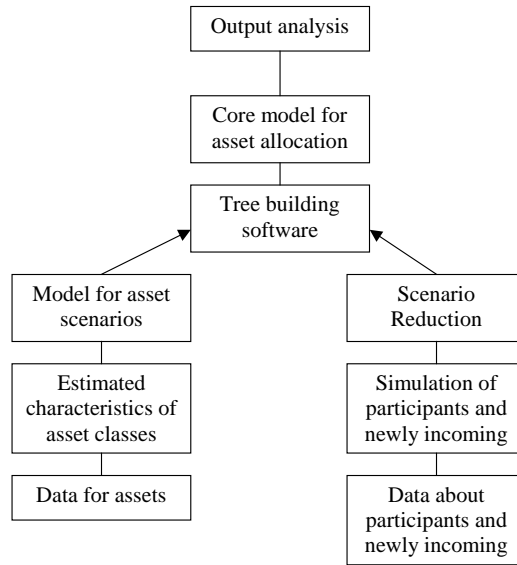 Output analysis
Core model for
asset allocation
Tree building
software
Model for asset
scenarios
Scenario
Reduction
Estimated
characteristics of
asset classes
Simulation of
participants and
newly incoming
Data for assets
Data about
participants and
newly incoming